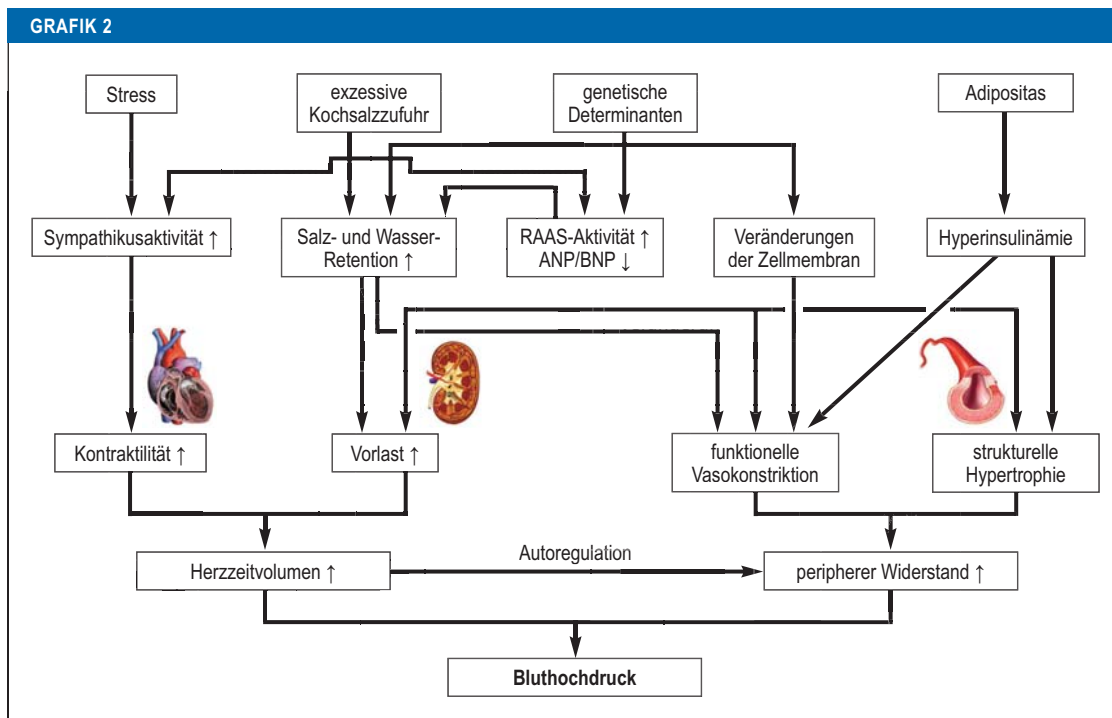 GRAFIK 2
Stress
exzessive
Kochsalzzufuhr
genetische
Determinanten
Adipositas
Sympathikusaktivität ↑
Salz- und Wasser-
Retention ↑
RAAS-Aktivität ↑
ANP/BNP ↓
Veränderungen
der Zellmembran
Hyperinsulinämie
Kontraktilität ↑
Vorlast ↑
funktionelle
Vasokonstriktion
strukturelle
Hypertrophie
Herzzeitvolumen ↑
Autoregulation
peripherer Widerstand ↑
Bluthochdruck